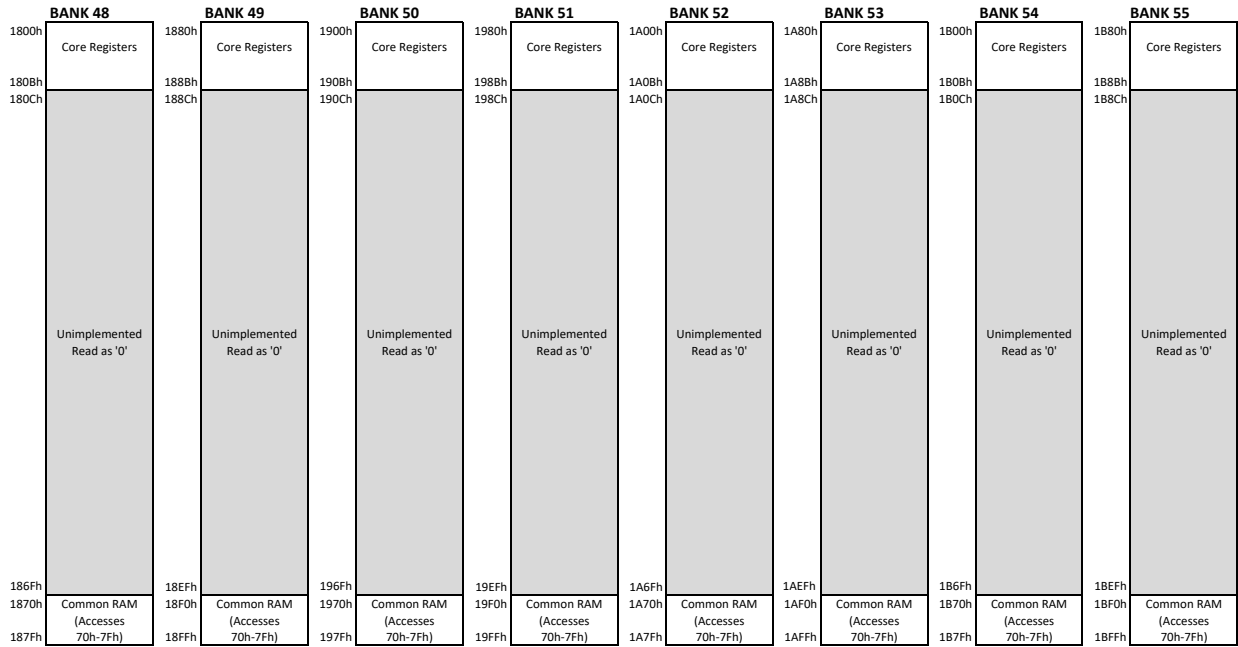 BANK 48 BANK 49 BANK 50 BANK 51 BANK 52 BANK 53 BANK 54 BANK 55
1800h 1880h 1900h 1980h 1A00h 1A80h 1B00h 1B80h
Core Registers Core Registers Core Registers Core Registers Core Registers Core Registers Core Registers Core Registers
180Bh 188Bh 190Bh 198Bh 1A0Bh 1A8Bh 1B0Bh 1B8Bh
180Ch 188Ch 190Ch 198Ch 1A0Ch 1A8Ch 1B0Ch 1B8Ch
Unimplemented Unimplemented Unimplemented Unimplemented Unimplemented Unimplemented Unimplemented Unimplemented
Read as '0' Read as '0' Read as '0' Read as '0' Read as '0' Read as '0' Read as '0' Read as '0'
186Fh 18EFh 196Fh 19EFh 1A6Fh 1AEFh 1B6Fh 1BEFh
1870h Common RAM 18F0h Common RAM 1970h Common RAM 19F0h Common RAM 1A70h Common RAM 1AF0h Common RAM 1B70h Common RAM 1BF0h Common RAM
(Accesses (Accesses (Accesses (Accesses (Accesses (Accesses (Accesses (Accesses
187Fh 70h-7Fh) 18FFh 70h-7Fh) 197Fh 70h-7Fh) 19FFh 70h-7Fh) 1A7Fh 70h-7Fh) 1AFFh 70h-7Fh) 1B7Fh 70h-7Fh) 1BFFh 70h-7Fh)